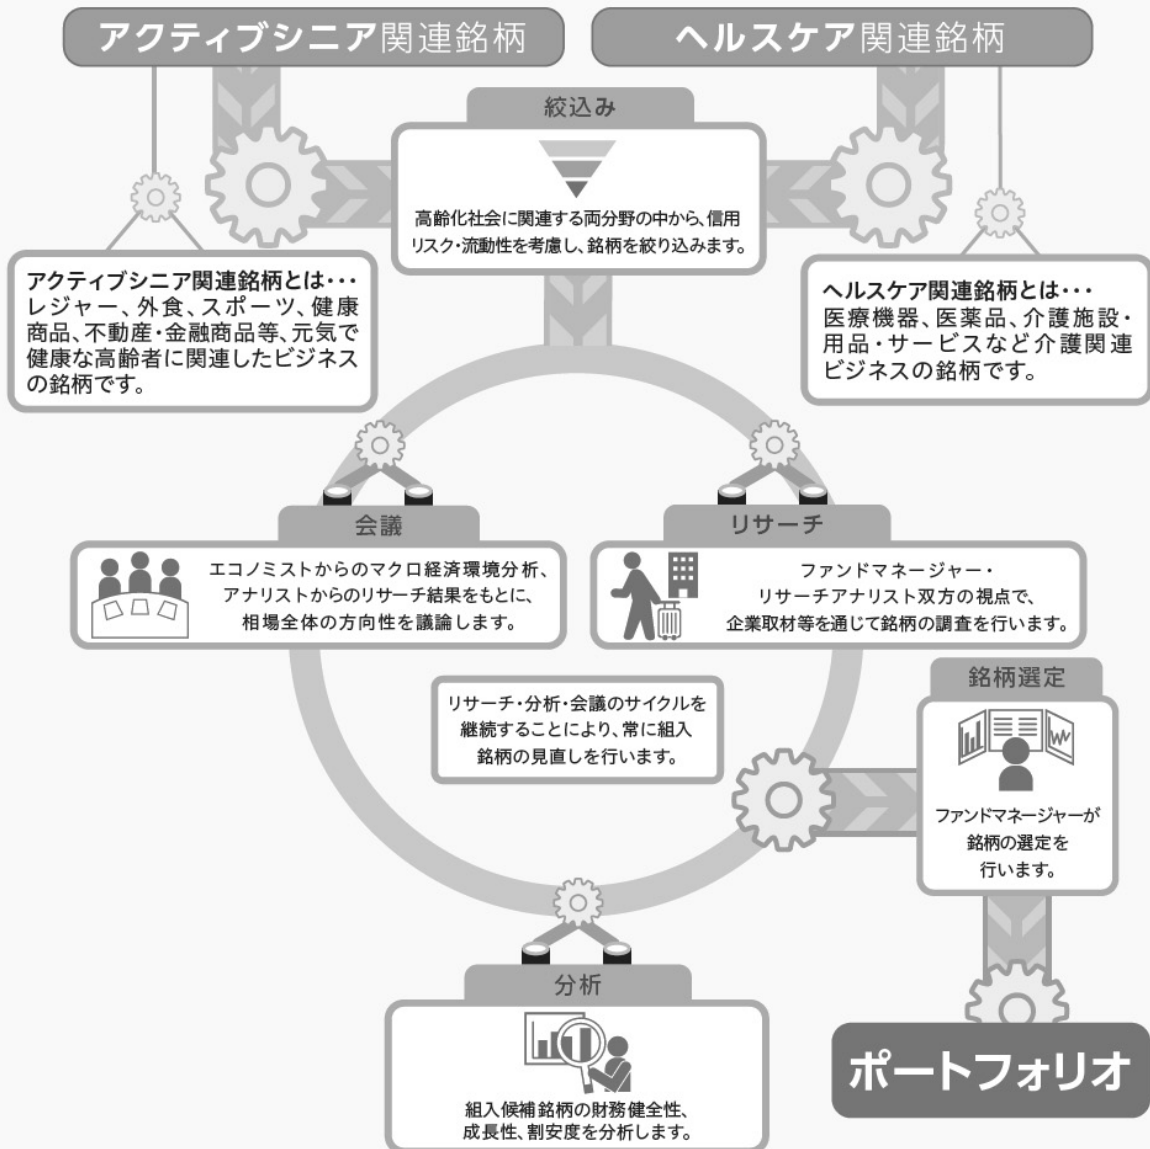 アクティブシニア関連銘柄
ヘルスケア関連銘柄
絞込み
高齢化社会に関連する両分野の中から、信用
リスク・流動性を考慮し、銘柄を絞り込みます。
アクティブシニア関連銘柄とは・・・
レジャー、外食、スポーツ、健康
商品、不動産・金融商品等、元気で
健康な高齢者に関連したビジネス
の銘柄です。
ヘルスケア関連銘柄とは・・・
医療機器、医薬品、介護施設・
用品・サービスなど介護関連
ビジネスの銘柄です。
会議
エコノミストからのマクロ経済環境分析、
アナリストからのリサーチ結果をもとに、
相場全体の方向性を議論します。
リサーチ
ファンドマネージャー・
リサーチアナリスト双方の視点で、
企業取材等を通じて銘柄の調査を行います。
リサーチ・分析・会議のサイクルを
継続することにより、常に組入
銘柄の見直しを行います。
銘柄選定
ファンドマネージャーが
銘柄の選定を
行います。
分析
組入候補銘柄の財務健全性、
成長性、割安度を分析します。
ポートフォリオ